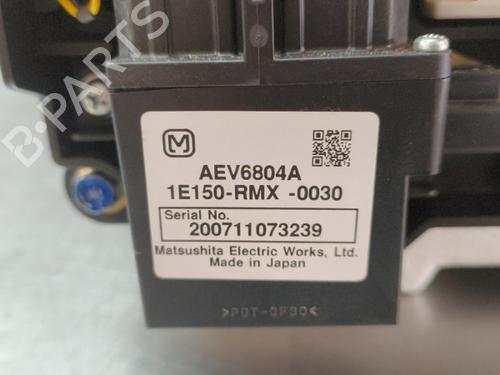 B-PARTS
M
AEV6804A
1E150-RMX -0030
Serial No.
200711073239
Matsushita Electric Works, Ltd.
Made in Japan
>PBT-GF30<